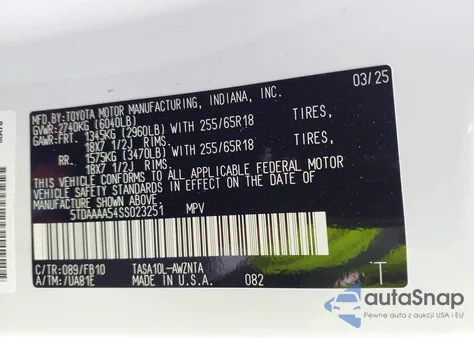 03/25
MFD.BY:TOYOTA MOTOR MANUFACTURING, INDIANA, INC.
GVWR:2740KG (6040LB)
GAWR:FRT. 1345KG (2960LB) WITH 255/65R18 TIRES,
18X7 1/2J RIMS.
RR. 1575KG (3470LB) WITH 255/65R18 TIRES,
18X7 1/2J RIMS.
THIS VEHICLE CONFORMS TO ALL APPLICABLE FEDERAL MOTOR
VEHICLE SAFETY STANDARDS IN EFFECT ON THE DATE OF
MANUFACTURE SHOWN ABOVE.
5TDAAAA54SS023251 MPV
C/TR:089/FB10 TASA10L-AWZNTA
A/TM:/UA81E MADE IN U.S.A. 082
T
autoSnap
Pewne auta z licytacji USA i EU